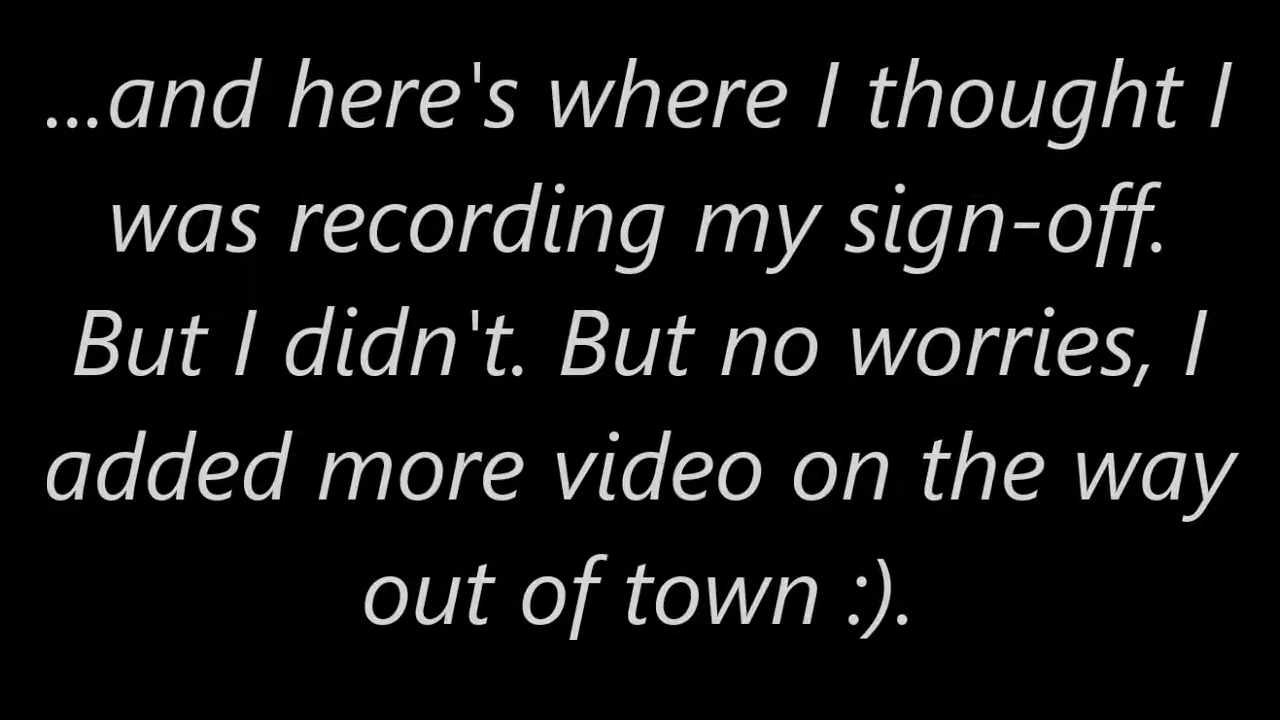 ...and here's where I thought I
was recording my sign-off.
But I didn't. But no worries, I
added more video on the way
out of town :).